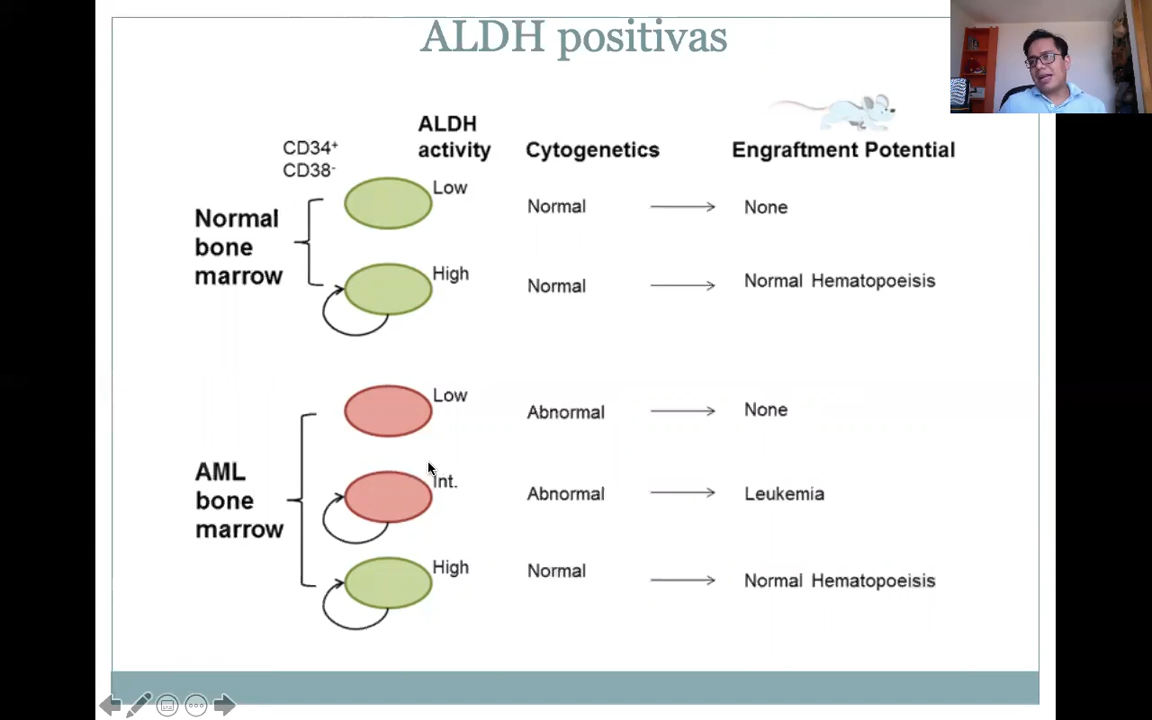 ALDH positivas
CD34+
CD38-
ALDH
activity
Cytogenetics
Engraftment Potential
Normal
bone
marrow
Low
Normal
None
High
Normal
Normal Hematopoeisis
AML
bone
marrow
Low
Abnormal
None
Int.
Abnormal
Leukemia
High
Normal
Normal Hematopoeisis